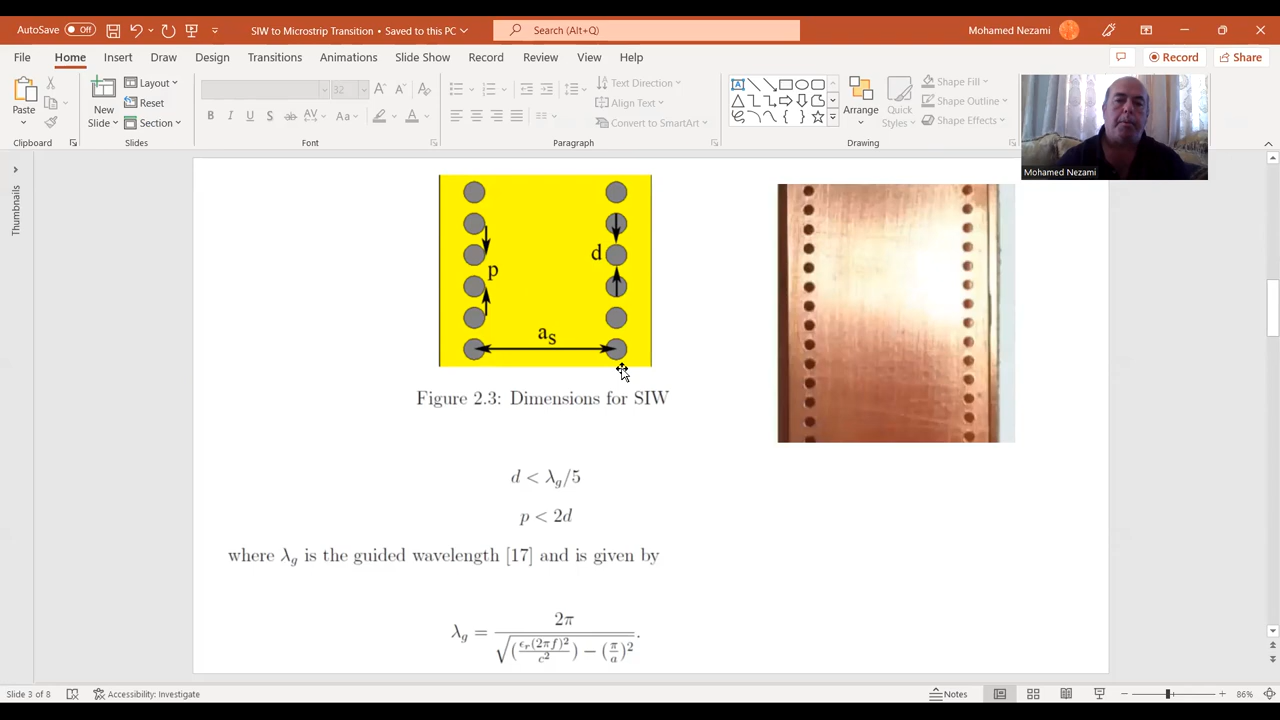 AutoSave Off
SIW to Microstrip Transition • Saved to this PC
Search (Alt+Q)
Mohamed Nezami
File Home Insert Draw Design Transitions Animations Slide Show Record Review View Help
Record Share
Paste
New
Slide
Layout
Reset
Section
32
B I U S ab AV Aa A
A A A
Text Direction
Align Text
Convert to SmartArt
Arrange
Quick
Styles
Shape Fill
Shape Outline
Shape Effects
Clipboard Slides Font Paragraph Drawing
Mohamed Nezami
Thumbnails
p
d
a_s
Figure 2.3: Dimensions for SIW
d < λ_g/5
p < 2d
where λ_g is the guided wavelength [17] and is given by
λ_g = 2π / √((ε_r(2πf)²/c²) − (π/a)²).
Slide 3 of 8 Accessibility: Investigate Notes 86%